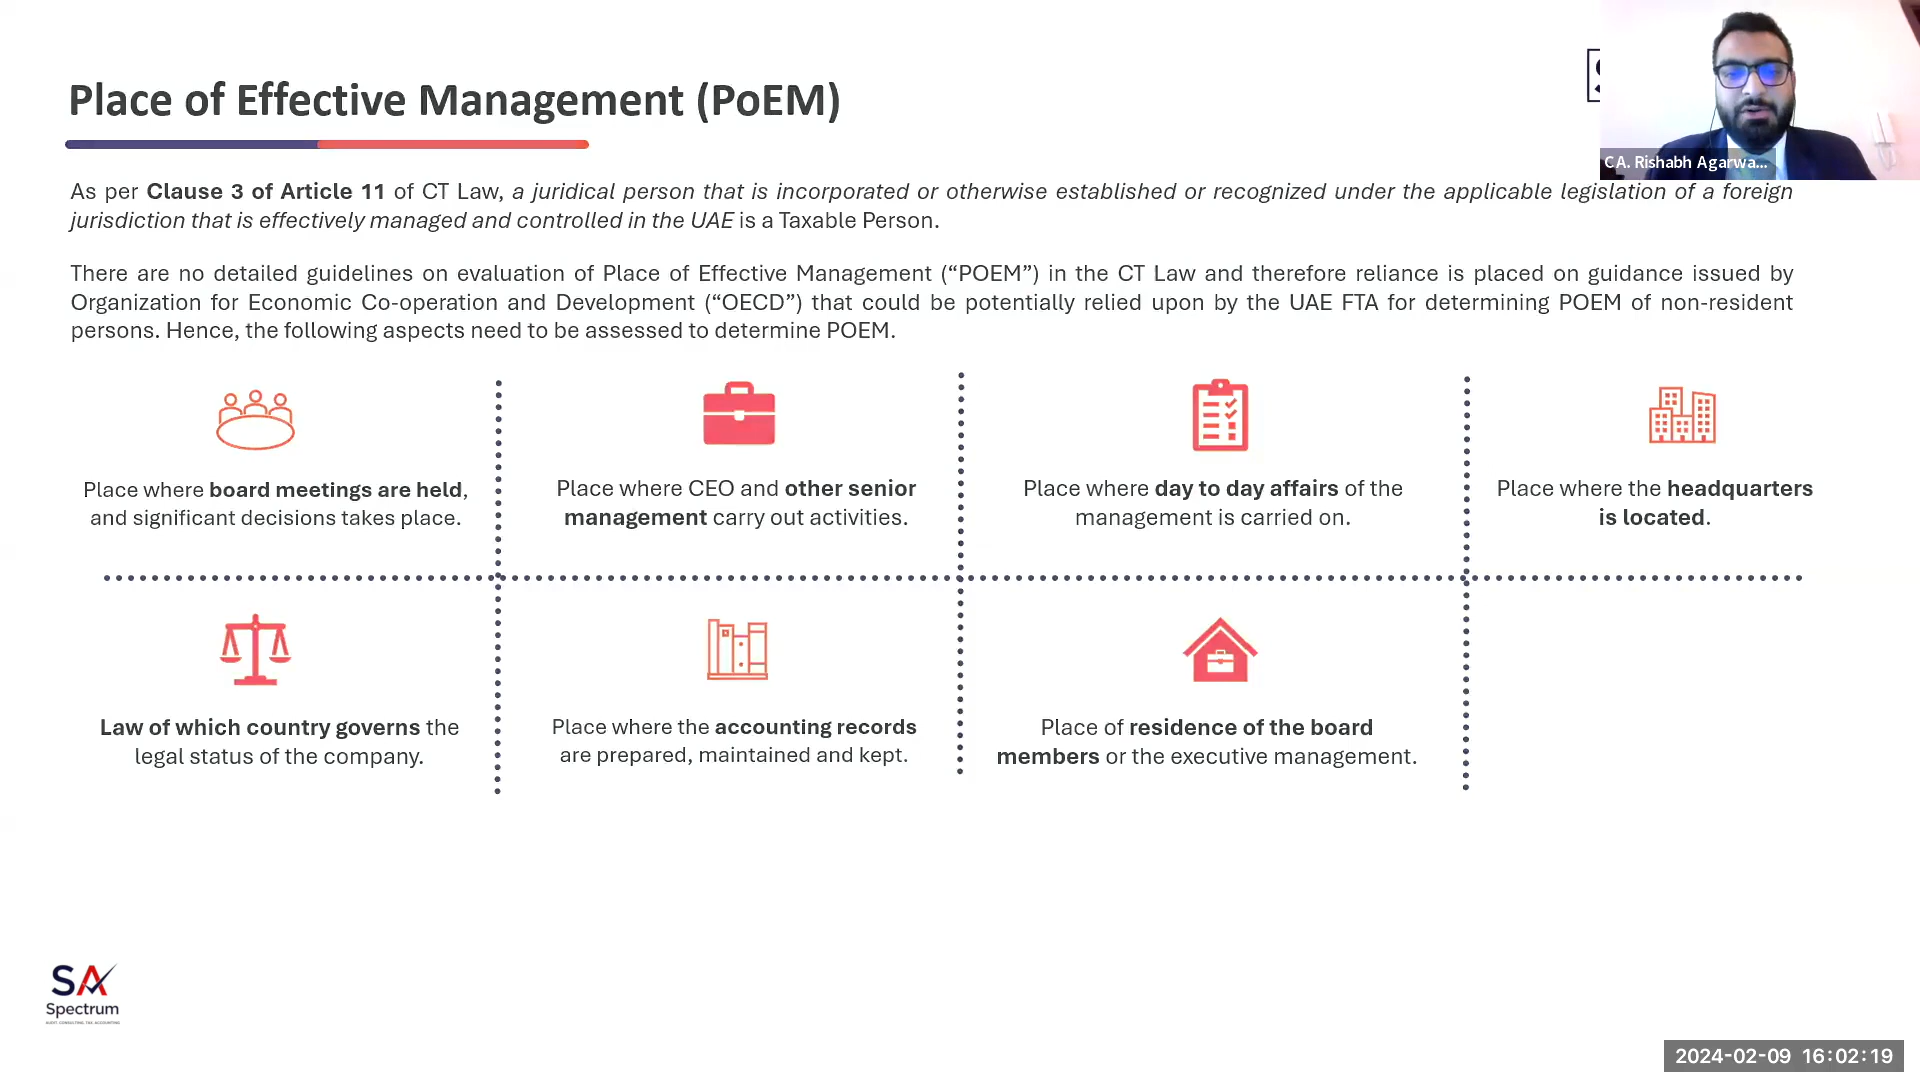 Place of Effective Management (PoEM)
CA. Rishabh Agarwa...
As per Clause 3 of Article 11 of CT Law, a juridical person that is incorporated or otherwise established or recognized under the applicable legislation of a foreign
jurisdiction that is effectively managed and controlled in the UAE is a Taxable Person.
There are no detailed guidelines on evaluation of Place of Effective Management (“POEM”) in the CT Law and therefore reliance is placed on guidance issued by
Organization for Economic Co-operation and Development (“OECD”) that could be potentially relied upon by the UAE FTA for determining POEM of non-resident
persons. Hence, the following aspects need to be assessed to determine POEM.
Place where board meetings are held,
and significant decisions takes place.
Place where CEO and other senior
management carry out activities.
Place where day to day affairs of the
management is carried on.
Place where the headquarters
is located.
Law of which country governs the
legal status of the company.
Place where the accounting records
are prepared, maintained and kept.
Place of residence of the board
members or the executive management.
SA
Spectrum
AUDIT. CONSULTING. TAX. ACCOUNTING
2024-02-09 16:02:19